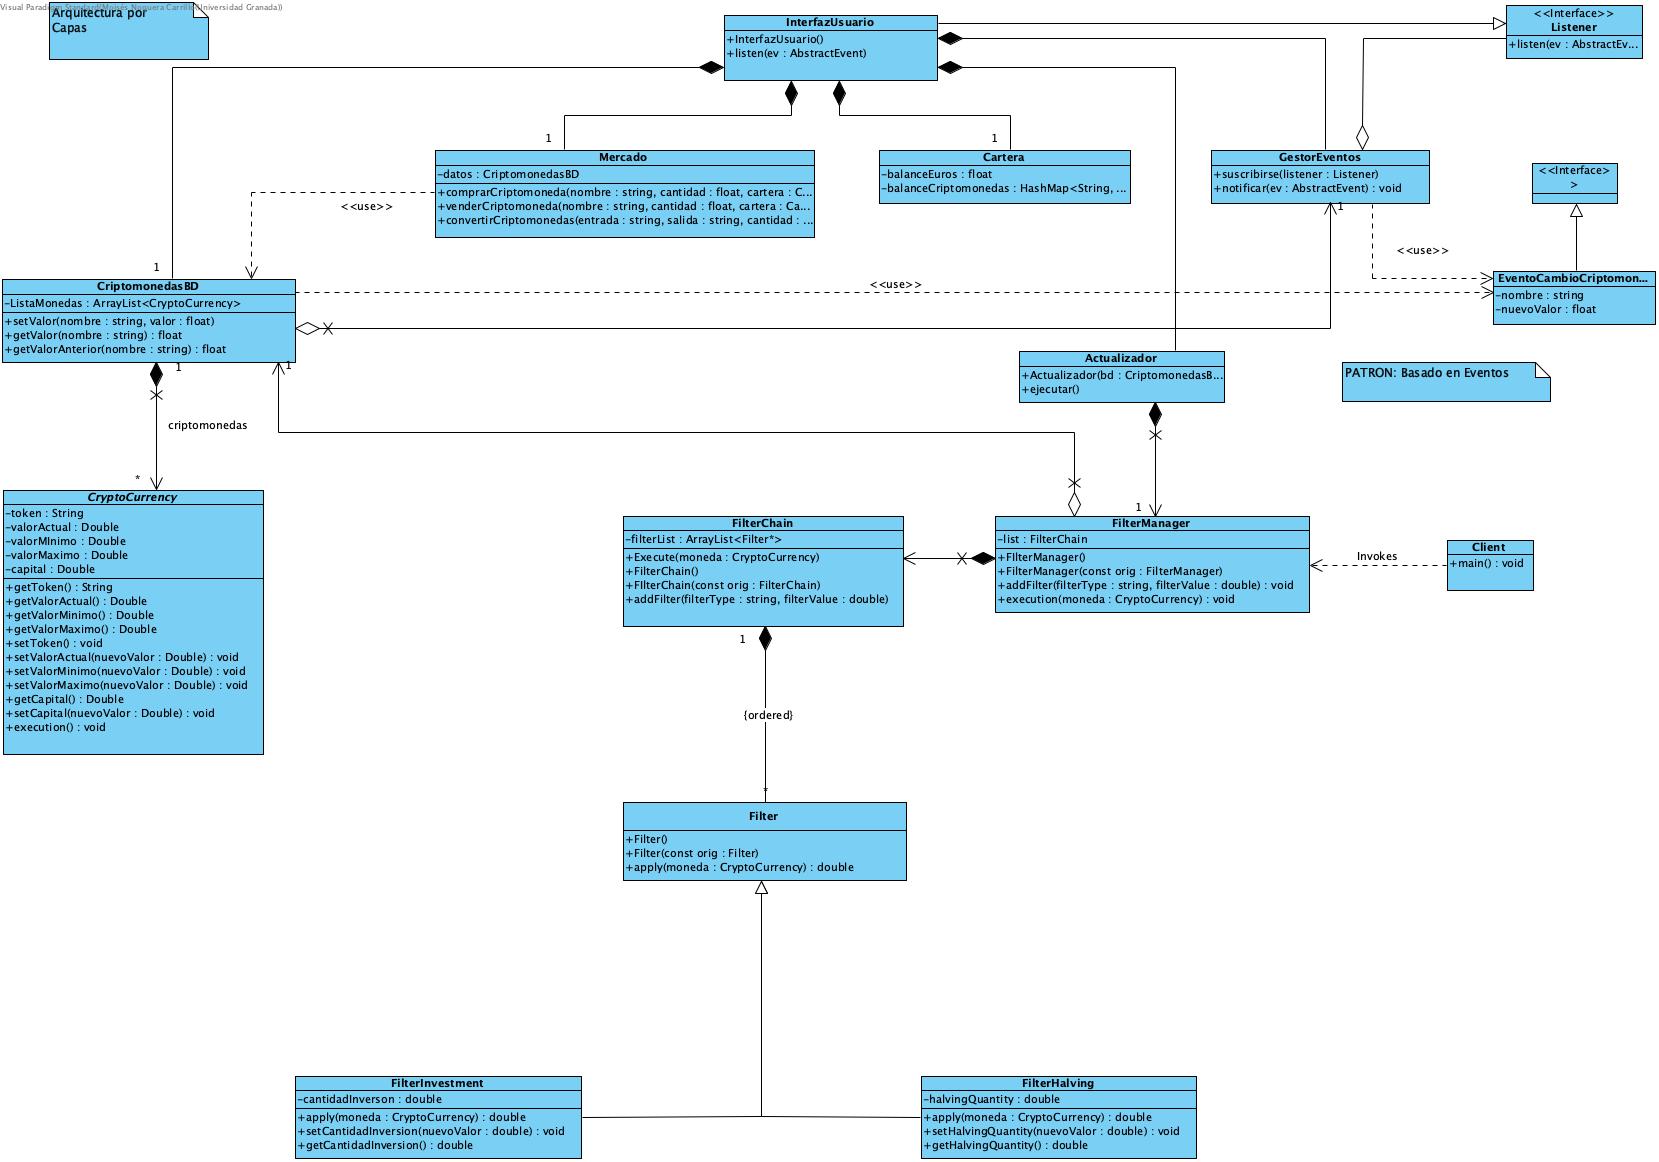 Arquitectura por
Capas
InterfazUsuario
+InterfazUsuario()
+listen(ev : AbstractEvent)
<<Interface>>
Listener
+listen(ev : AbstractEv...
1
Mercado
-datos : CriptomonedasBD
+comprarCriptomoneda(nombre : string, cantidad : float, cartera : C...
+venderCriptomoneda(nombre : string, cantidad : float, cartera : Ca...
+convertirCriptomonedas(entrada : string, salida : string, cantidad : ...
1
Cartera
-balanceEuros : float
-balanceCriptomonedas : HashMap<String, ...
GestorEventos
+suscribirse(listener : Listener)
+notificar(ev : AbstractEvent) : void
1
<<Interface>
>
<<use>>
<<use>>
<<use>>
EventoCambioCriptomon...
-nombre : string
-nuevoValor : float
1
CriptomonedasBD
-ListaMonedas : ArrayList<CryptoCurrency>
+setValor(nombre : string, valor : float)
+getValor(nombre : string) : float
+getValorAnterior(nombre : string) : float
1
1
Actualizador
+Actualizador(bd : CriptomonedasB...
+ejecutar()
PATRON: Basado en Eventos
criptomonedas
*
CryptoCurrency
-token : String
-valorActual : Double
-valorMInimo : Double
-valorMaximo : Double
-capital : Double
+getToken() : String
+getValorActual() : Double
+getValorMinimo() : Double
+getValorMaximo() : Double
+setToken() : void
+setValorActual(nuevoValor : Double) : void
+setValorMinimo(nuevoValor : Double) : void
+setValorMaximo(nuevoValor : Double) : void
+getCapital() : Double
+setCapital(nuevoValor : Double) : void
+execution() : void
FilterChain
-filterList : ArrayList<Filter*>
+Execute(moneda : CryptoCurrency)
+FilterChain()
+FIlterChain(const orig : FilterChain)
+addFilter(filterType : string, filterValue : double)
1
FilterManager
-list : FilterChain
+FIlterManager()
+FilterManager(const orig : FilterManager)
+addFilter(filterType : string, filterValue : double) : void
+execution(moneda : CryptoCurrency) : void
Invokes
Client
+main() : void
1
{ordered}
*
Filter
+Filter()
+Filter(const orig : Filter)
+apply(moneda : CryptoCurrency) : double
FilterInvestment
-cantidadInverson : double
+apply(moneda : CryptoCurrency) : double
+setCantidadInversion(nuevoValor : double) : void
+getCantidadInversion() : double
FilterHalving
-halvingQuantity : double
+apply(moneda : CryptoCurrency) : double
+setHalvingQuantity(nuevoValor : double) : void
+getHalvingQuantity() : double